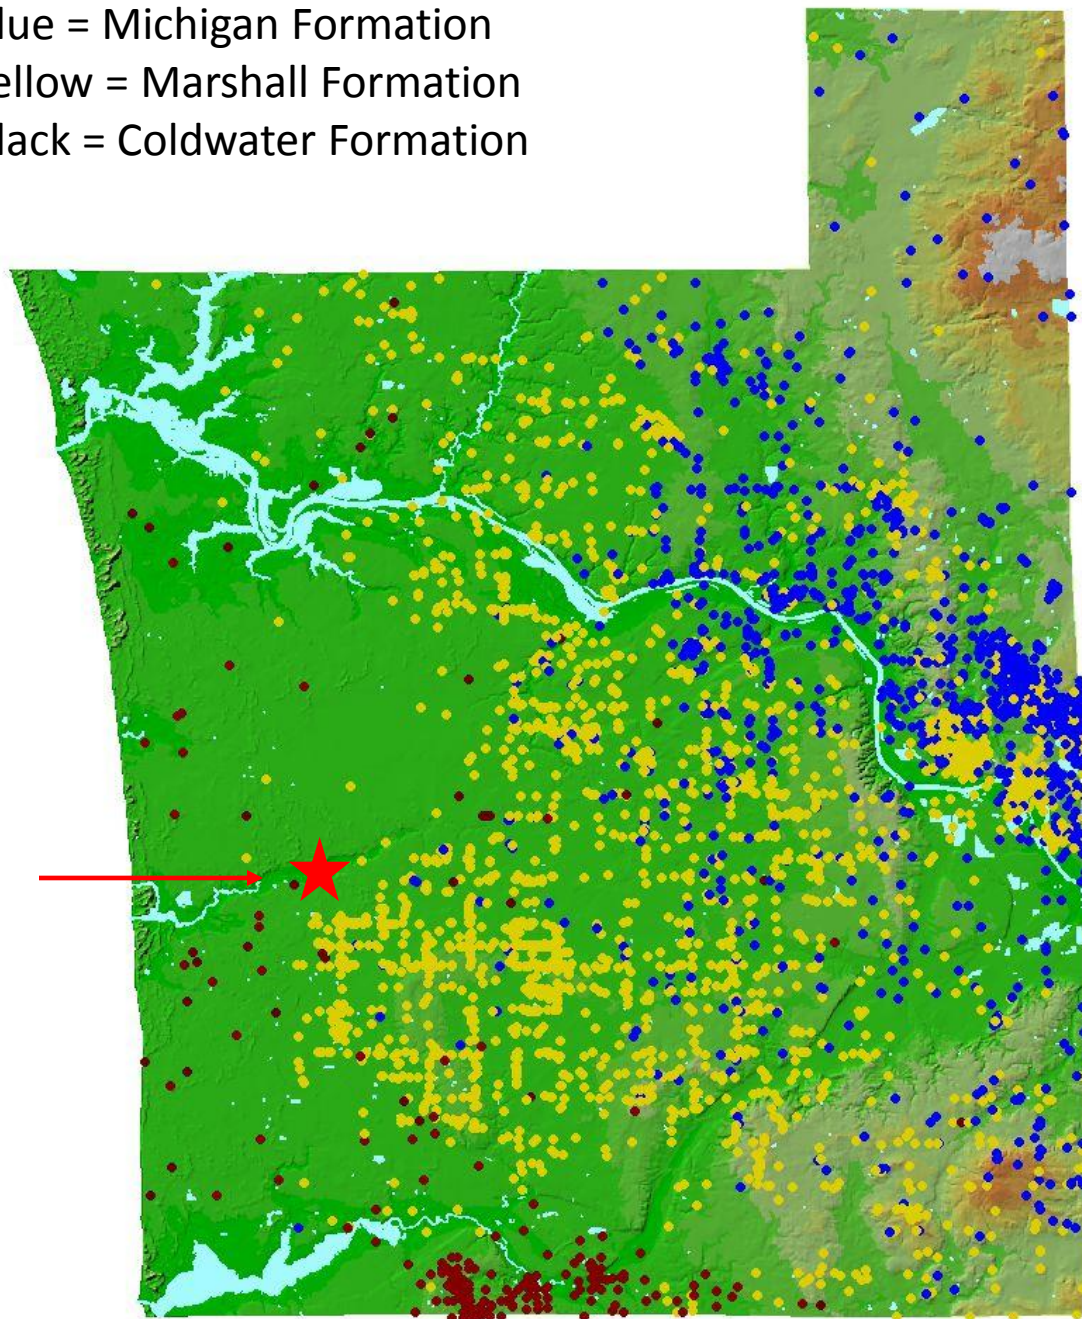 lue = Michigan Formation
ellow = Marshall Formation
lack = Coldwater Formation